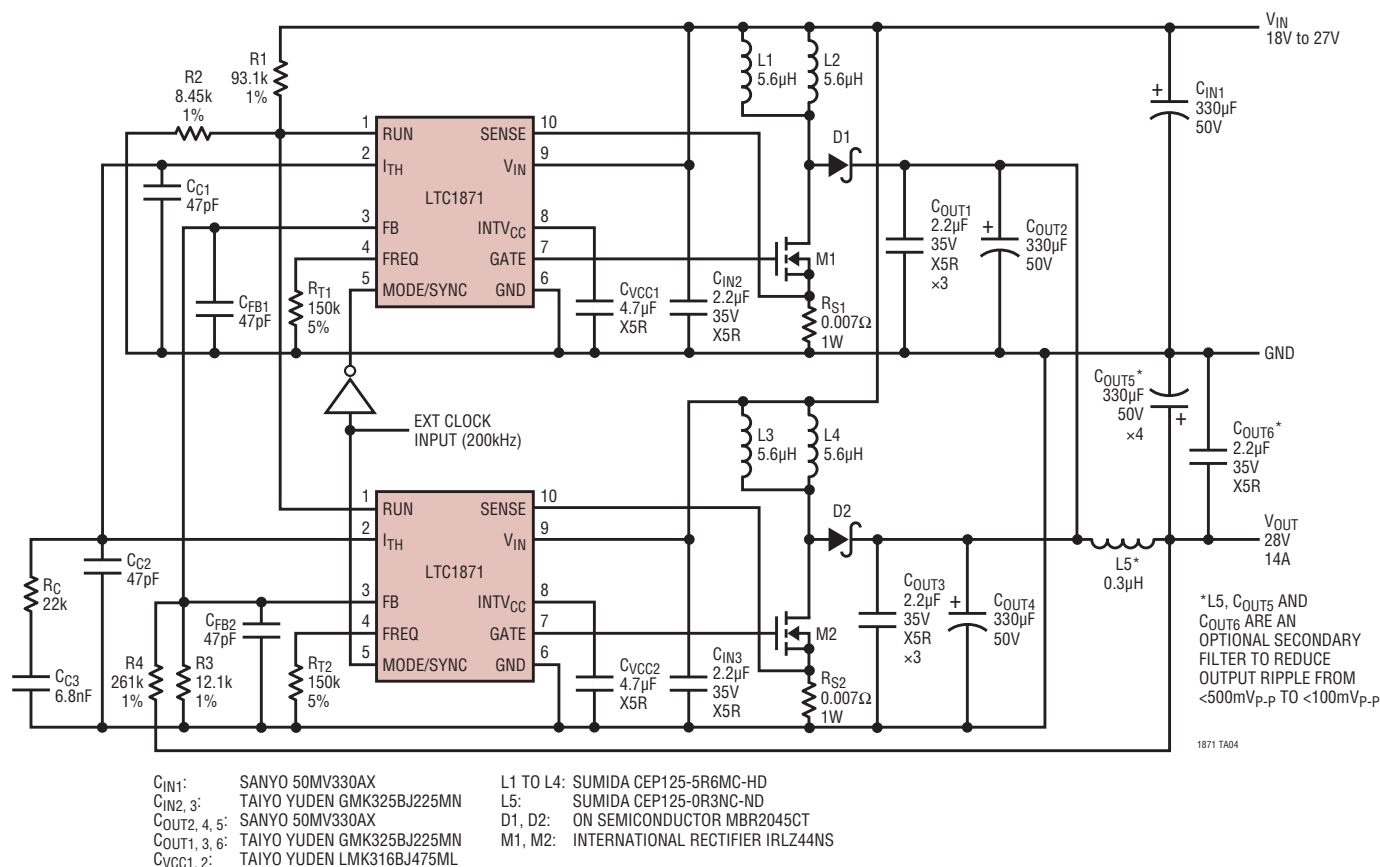 VIN
18V to 27V
R1
93.1k
1%
R2
8.45k
1%
L1
5.6µH
L2
5.6µH
CIN1
330µF
50V
+
1
RUN
SENSE
10
2
ITH
VIN
9
LTC1871
3
FB
INTVCC
8
4
FREQ
GATE
7
5
MODE/SYNC
GND
6
D1
CC1
47pF
CFB1
47pF
RT1
150k
5%
CVCC1
4.7µF
X5R
CIN2
2.2µF
35V
X5R
M1
RS1
0.007Ω
1W
COUT1
2.2µF
35V
X5R
×3
+
COUT2
330µF
50V
GND
EXT CLOCK
INPUT (200kHz)
L3
5.6µH
L4
5.6µH
COUT5*
330µF
50V
×4
+
COUT6*
2.2µF
35V
X5R
1
RUN
SENSE
10
2
ITH
VIN
9
LTC1871
3
FB
INTVCC
8
4
FREQ
GATE
7
5
MODE/SYNC
GND
6
D2
L5*
0.3µH
VOUT
28V
14A
RC
22k
CC2
47pF
CC3
6.8nF
R4
261k
1%
R3
12.1k
1%
CFB2
47pF
RT2
150k
5%
CVCC2
4.7µF
X5R
CIN3
2.2µF
35V
X5R
M2
RS2
0.007Ω
1W
COUT3
2.2µF
35V
X5R
×3
+
COUT4
330µF
50V
*L5, COUT5 AND
COUT6 ARE AN
OPTIONAL SECONDARY
FILTER TO REDUCE
OUTPUT RIPPLE FROM
<500mVP-P TO <100mVP-P
1871 TA04
CIN1: SANYO 50MV330AX
CIN2, 3: TAIYO YUDEN GMK325BJ225MN
COUT2, 4, 5: SANYO 50MV330AX
COUT1, 3, 6: TAIYO YUDEN GMK325BJ225MN
CVCC1, 2: TAIYO YUDEN LMK316BJ475ML
L1 TO L4: SUMIDA CEP125-5R6MC-HD
L5: SUMIDA CEP125-0R3NC-ND
D1, D2: ON SEMICONDUCTOR MBR2045CT
M1, M2: INTERNATIONAL RECTIFIER IRLZ44NS